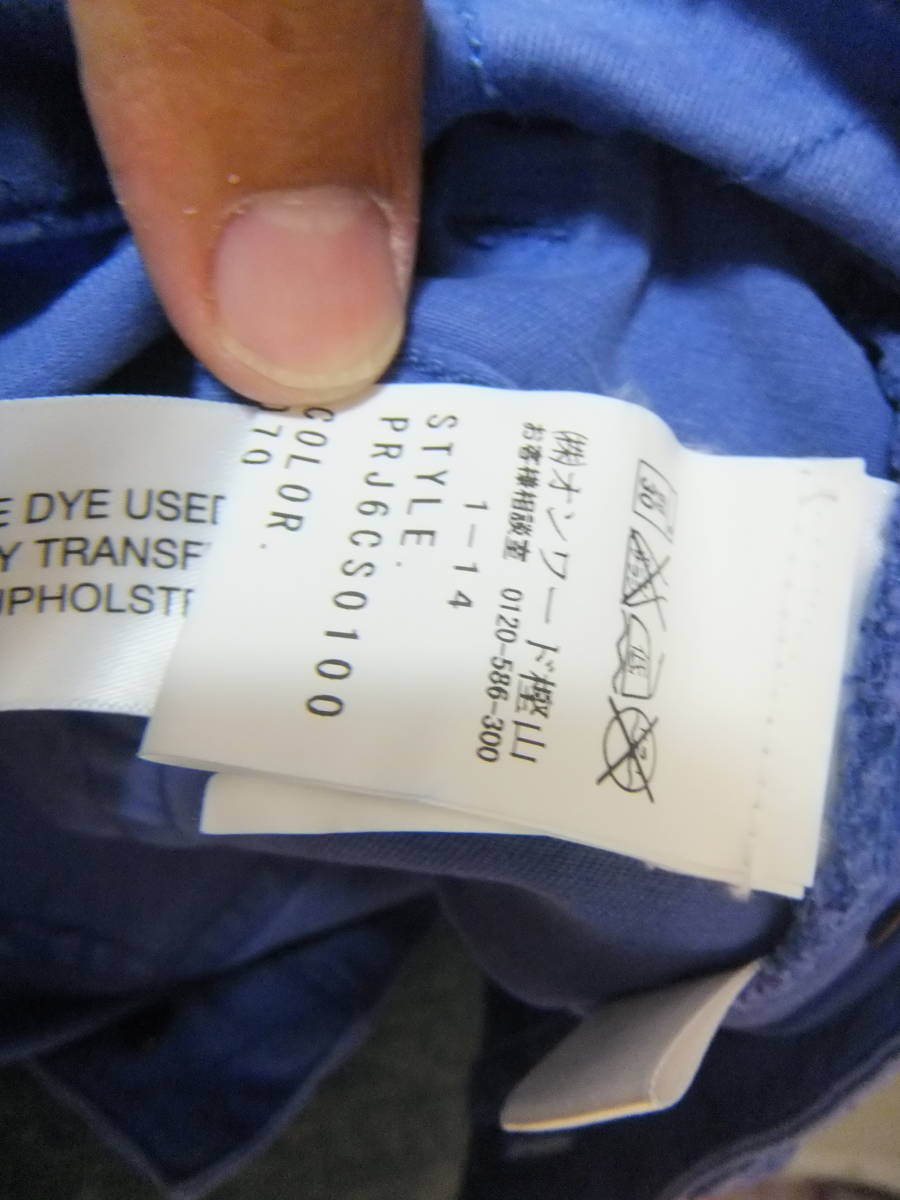 ㈱オンワード樫山
お客様相談室 0120-586-300
1-14
STYLE.
PRJ6CS0100
COLOR.
070
E DYE USED
Y TRANSF
UPHOLST